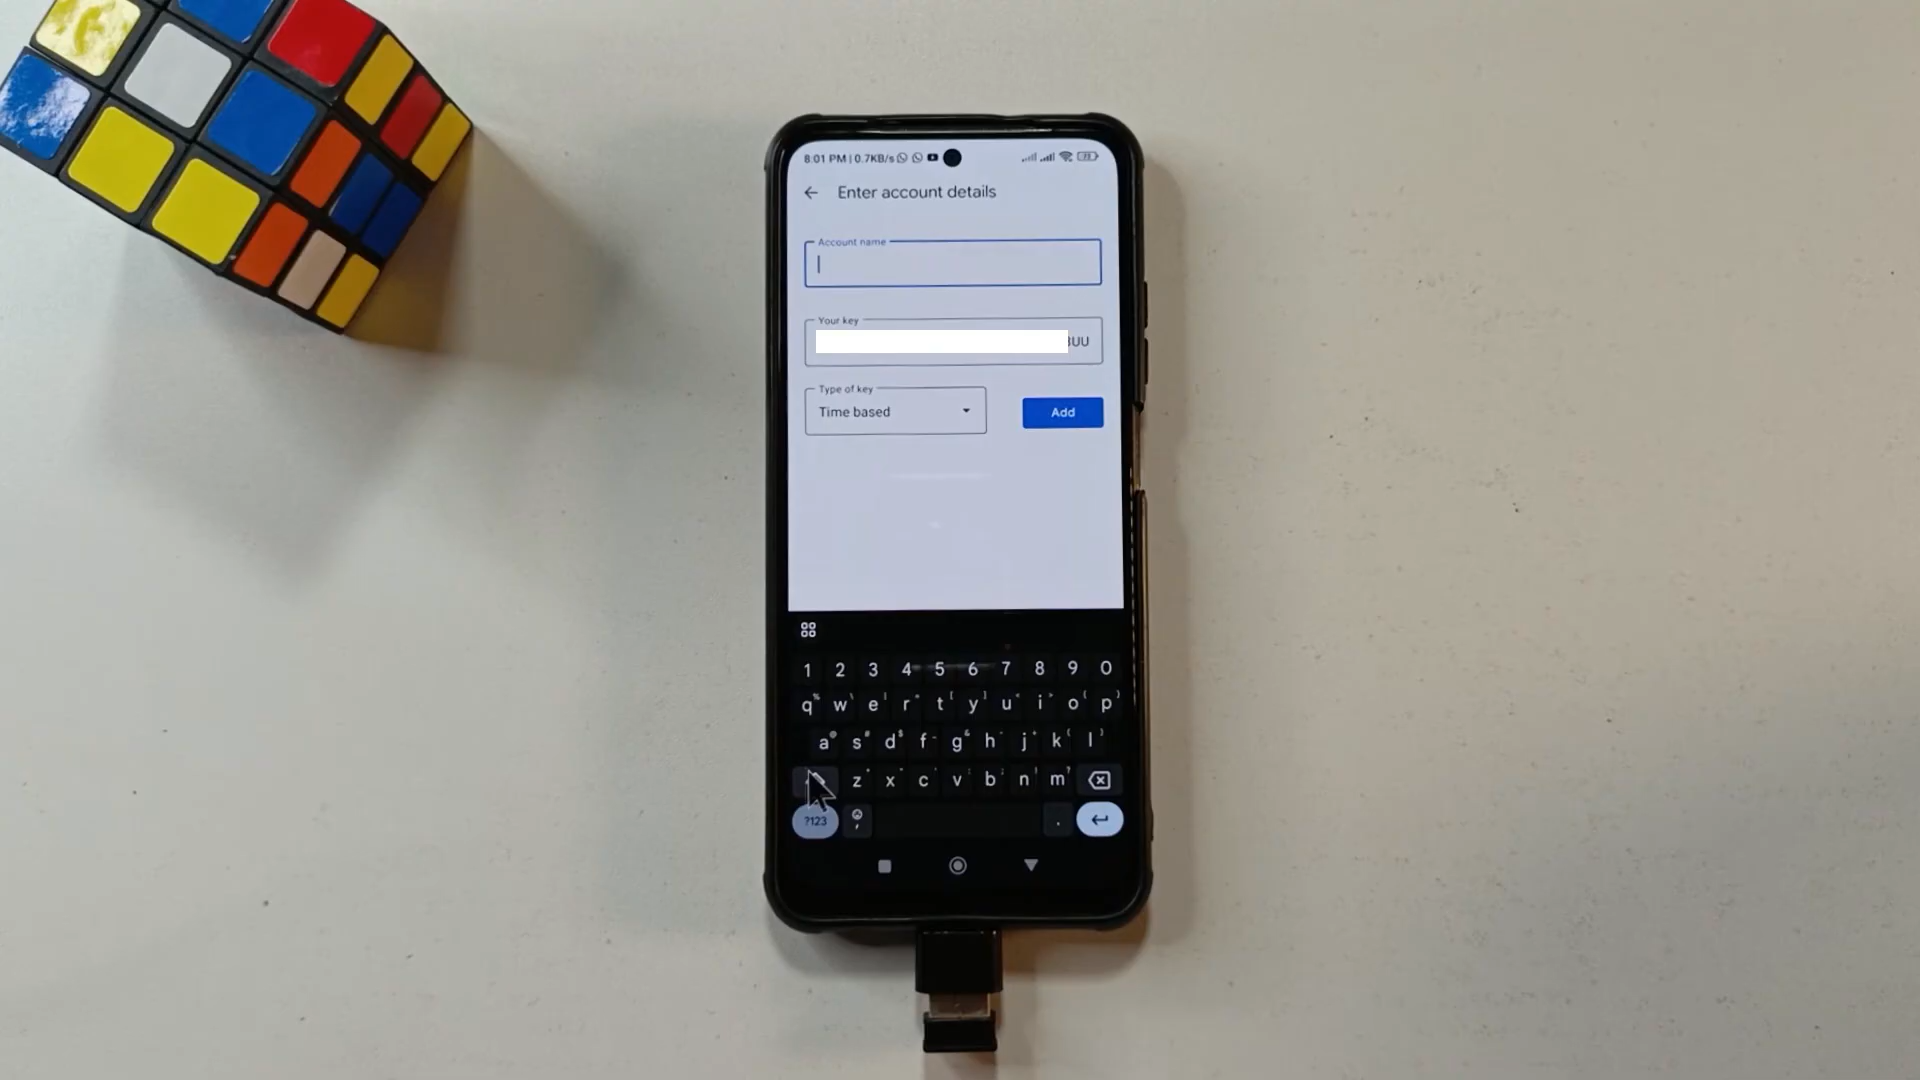 8:01 PM | 0.7KB/s
Enter account details
Account name
Your key
UU
Type of key
Time based
Add
1 2 3 4 5 6 7 8 9 0
q w e r t y u i o p
a s d f g h j k l
z x c v b n m
?123 , .